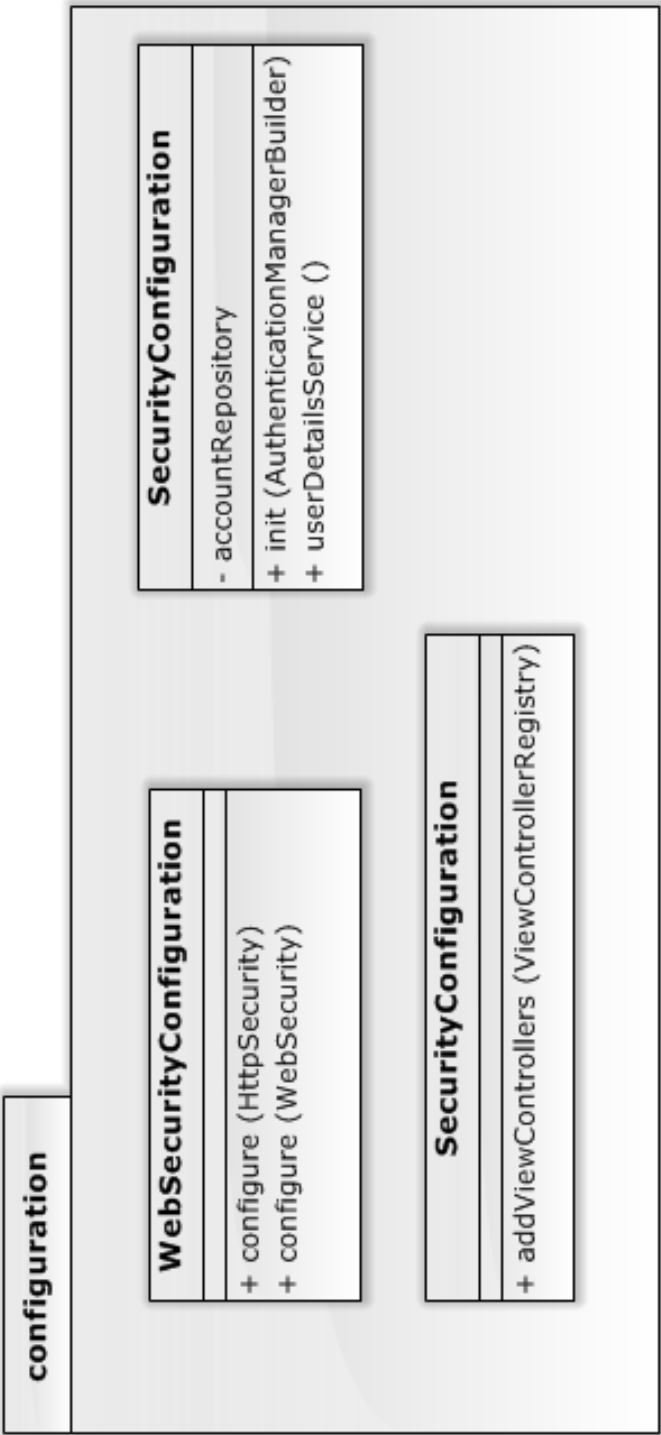 configuration
WebSecurityConfiguration
+ configure (HttpSecurity)
+ configure (WebSecurity)
SecurityConfiguration
- accountRepository
+ init (AuthenticationManagerBuilder)
+ userDetailsService ()
SecurityConfiguration
+ addViewControllers (ViewControllerRegistry)